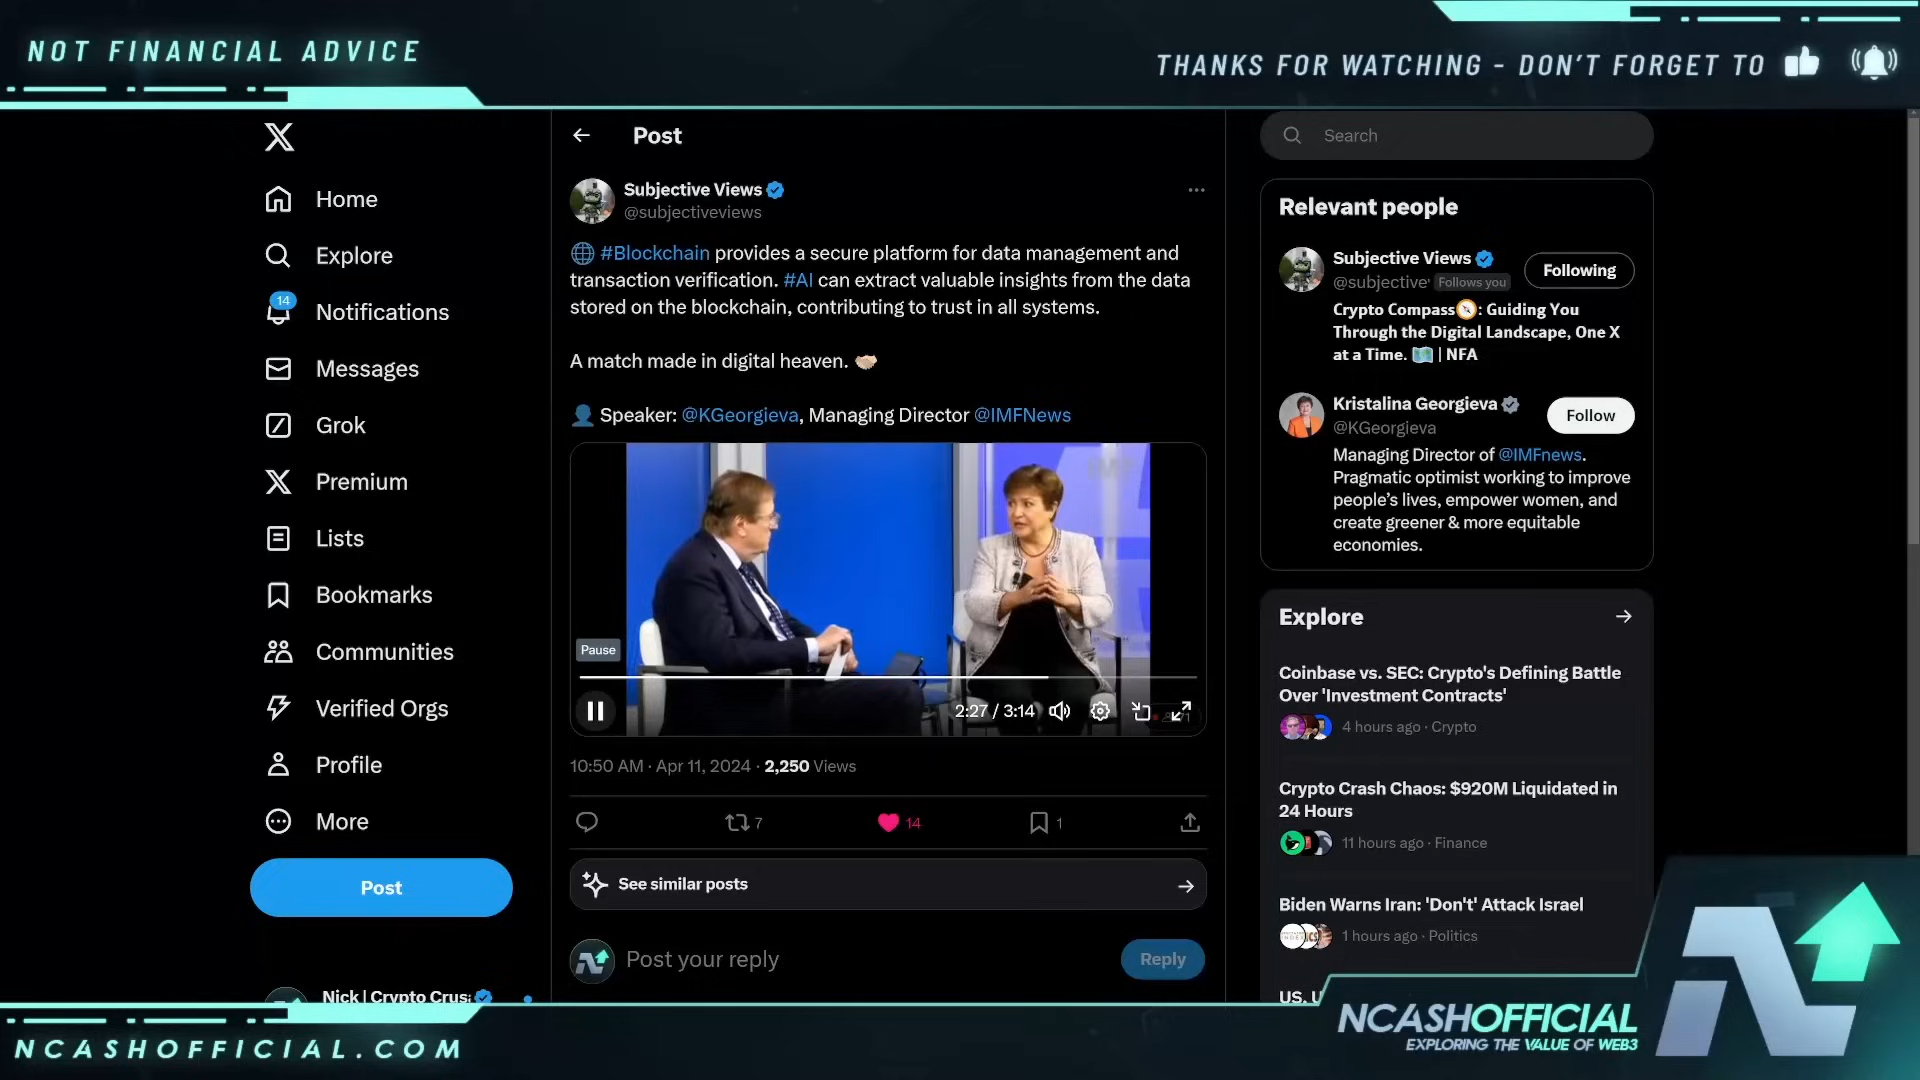 NOT FINANCIAL ADVICE
THANKS FOR WATCHING - DON'T FORGET TO
Home
Explore
14
Notifications
Messages
Grok
Premium
Lists
Bookmarks
Communities
Verified Orgs
Profile
More
Post
Nick | Crypto Crus
Post
Subjective Views
@subjectiveviews
#Blockchain provides a secure platform for data management and
transaction verification. #AI can extract valuable insights from the data
stored on the blockchain, contributing to trust in all systems.
A match made in digital heaven. 🤝
👤 Speaker: @KGeorgieva, Managing Director @IMFNews
Pause
2:27 / 3:14
10:50 AM · Apr 11, 2024 · 2,250 Views
7
14
1
See similar posts
Post your reply
Reply
Search
Relevant people
Subjective Views
Following
@subjective Follows you
Crypto Compass🧭: Guiding You
Through the Digital Landscape, One X
at a Time. 🗺️ | NFA
Kristalina Georgieva
Follow
@KGeorgieva
Managing Director of @IMFnews.
Pragmatic optimist working to improve
people's lives, empower women, and
create greener & more equitable
economies.
Explore
Coinbase vs. SEC: Crypto's Defining Battle
Over 'Investment Contracts'
4 hours ago · Crypto
Crypto Crash Chaos: $920M Liquidated in
24 Hours
11 hours ago · Finance
Biden Warns Iran: 'Don't' Attack Israel
1 hours ago · Politics
US, U
NCASHOFFICIAL.COM
NCASHOFFICIAL
EXPLORING THE VALUE OF WEB3